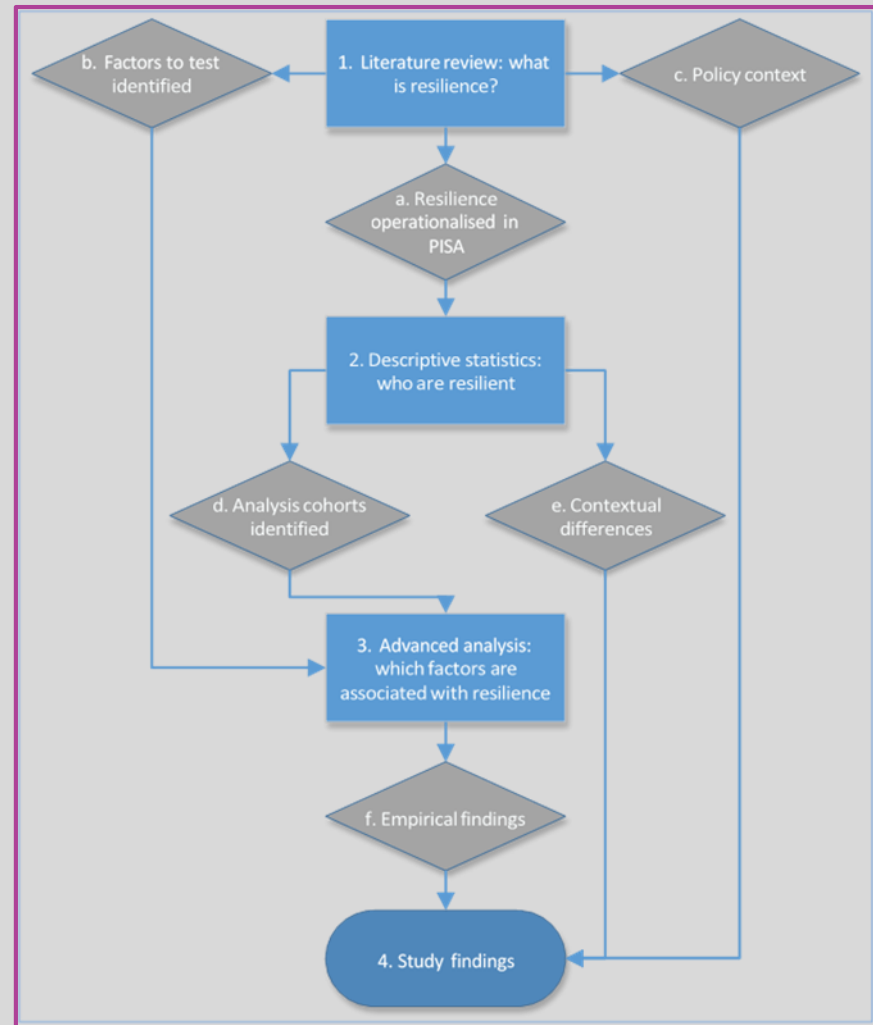 b. Factors to test
identified
1. Literature review: what
is resilience?
c. Policy context
a. Resilience
operationalised in
PISA
2. Descriptive statistics:
who are resilient
d. Analysis cohorts
identified
e. Contextual
differences
3. Advanced analysis:
which factors are
associated with resilience
f. Empirical findings
4. Study findings